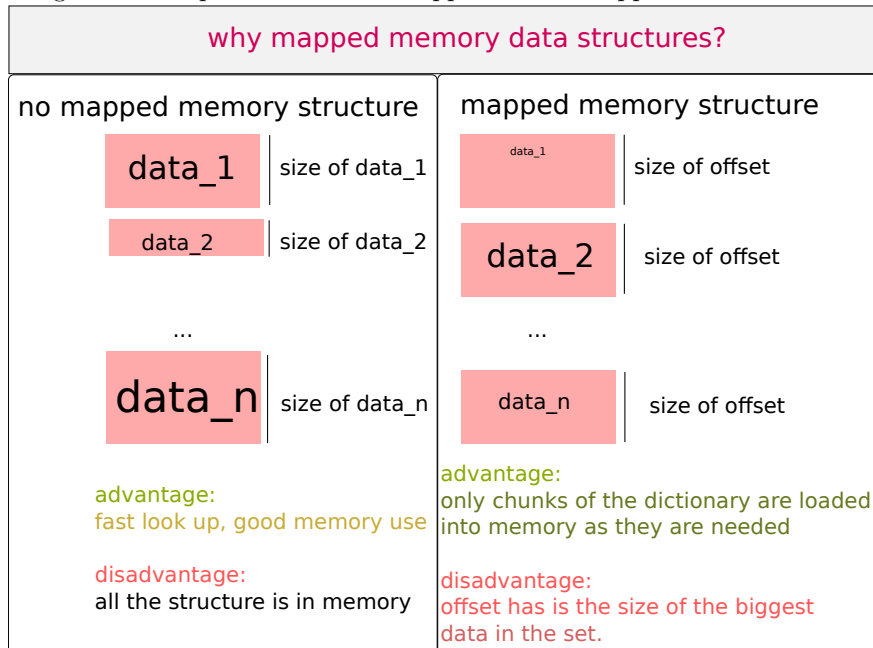 why mapped memory data structures?
no mapped memory structure
data_1
size of data_1
data_2
size of data_2
...
data_n
size of data_n
advantage:
fast look up, good memory use
disadvantage:
all the structure is in memory
mapped memory structure
data_1
size of offset
data_2
size of offset
...
data_n
size of offset
advantage:
only chunks of the dictionary are loaded
into memory as they are needed
disadvantage:
offset has is the size of the biggest
data in the set.